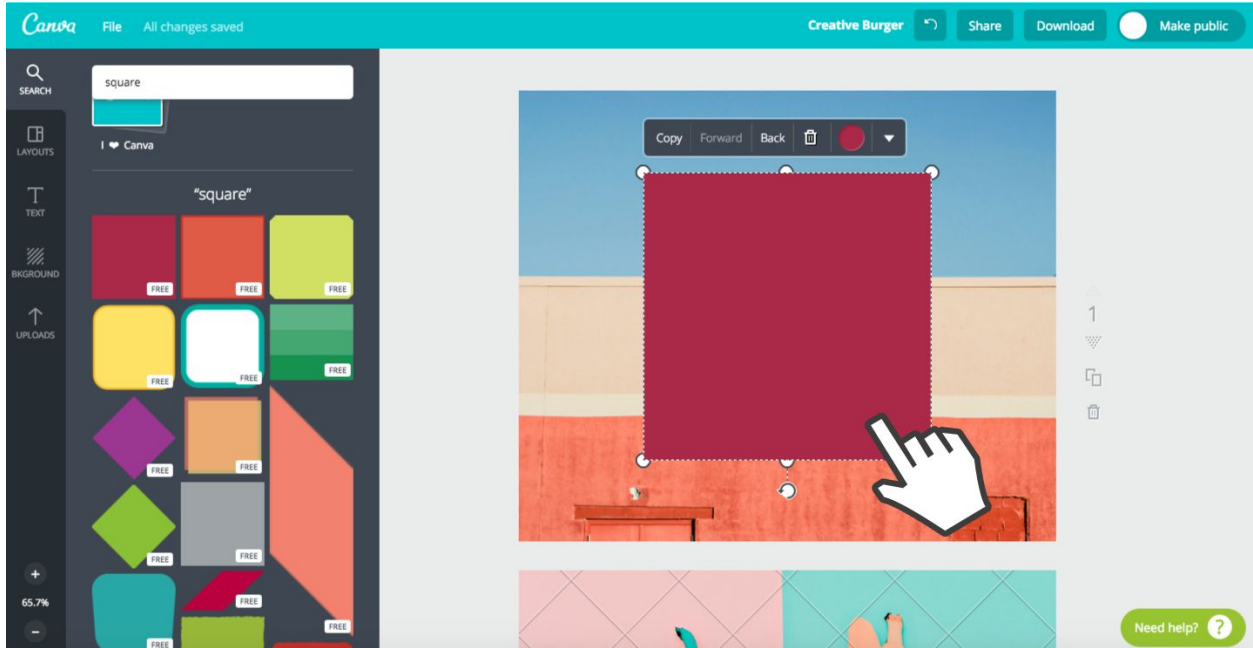 Canva File All changes saved Creative Burger Share Download Make public
SEARCH
LAYOUTS
TEXT
BKGROUND
UPLOADS
+
65.7%
-
square
I ❤ Canva
"square"
FREE FREE FREE
FREE FREE FREE
FREE FREE
FREE FREE
FREE
FREE
FREE
Copy Forward Back
1
Need help? ?